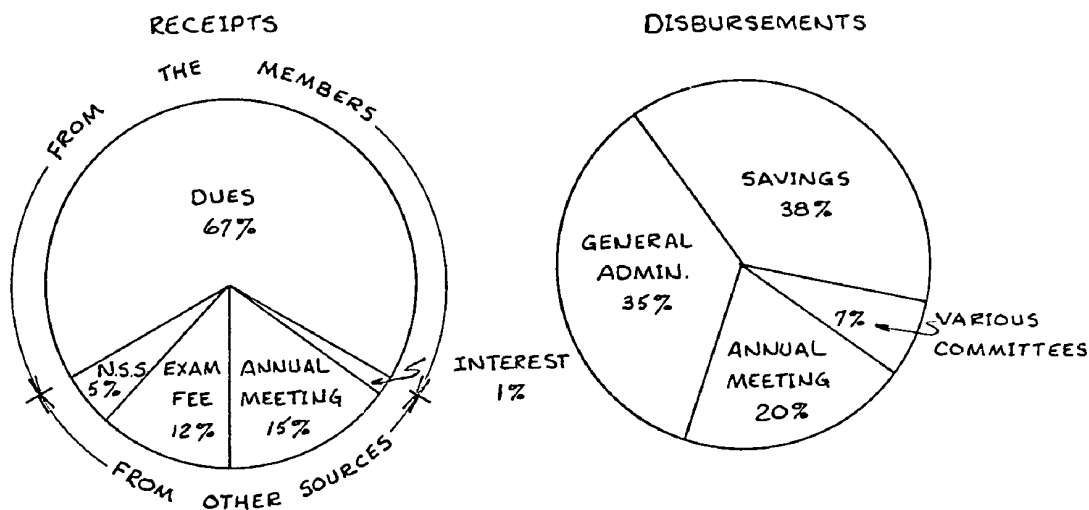 RECEIPTS
FROM THE MEMBERS
DUES
67%
N.S.S.
5%
EXAM
FEE
12%
ANNUAL
MEETING
15%
INTEREST
1%
FROM OTHER SOURCES
DISBURSEMENTS
SAVINGS
38%
GENERAL
ADMIN.
35%
7%
VARIOUS
COMMITTEES
ANNUAL
MEETING
20%